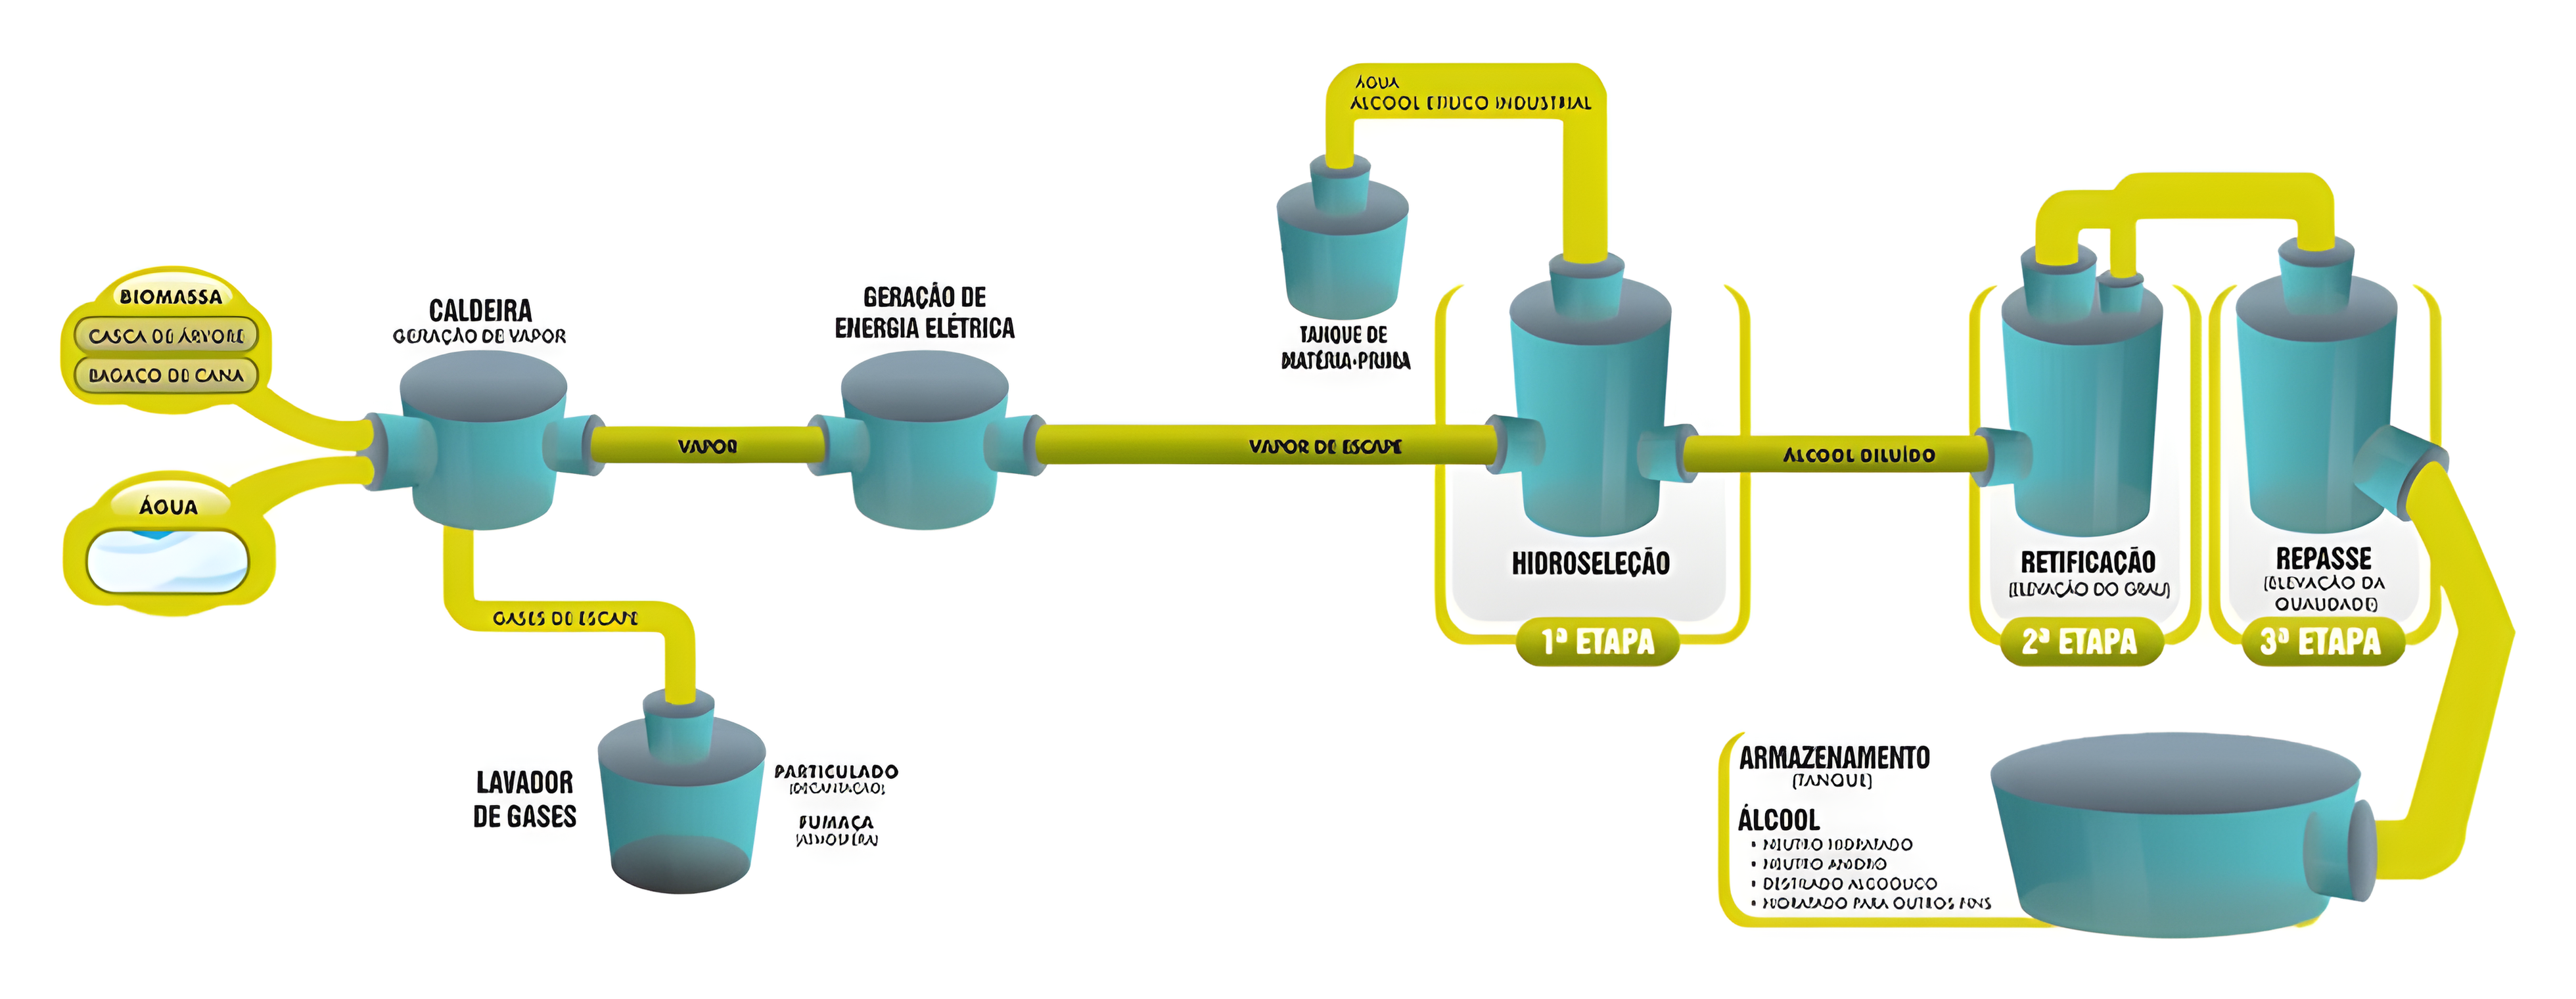 BIOMASSA
CASCA DE ÁRVORE
BAGAÇO DE CANA
ÁGUA
CALDEIRA
GERAÇÃO DE VAPOR
VAPOR
GERAÇÃO DE
ENERGIA ELÉTRICA
VAPOR DE ESCAPE
GASES DE ESCAPE
LAVADOR
DE GASES
PARTICULADO
FUMAÇA
ÁGUA
ÁLCOOL INDUSTRIAL
TANQUE DE
MATÉRIA-PRIMA
HIDROSELEÇÃO
1ª ETAPA
ÁLCOOL DILUÍDO
RETIFICAÇÃO
(ELEVAÇÃO DO GRAU)
2ª ETAPA
REPASSE
(ELEVAÇÃO DA
QUALIDADE)
3ª ETAPA
ARMAZENAMENTO
(TANQUE)
ÁLCOOL
• NEUTRO HIDRATADO
• NEUTRO ANIDRO
• DESTILADO ALCOÓLICO
• HIDRATADO PARA OUTROS FINS